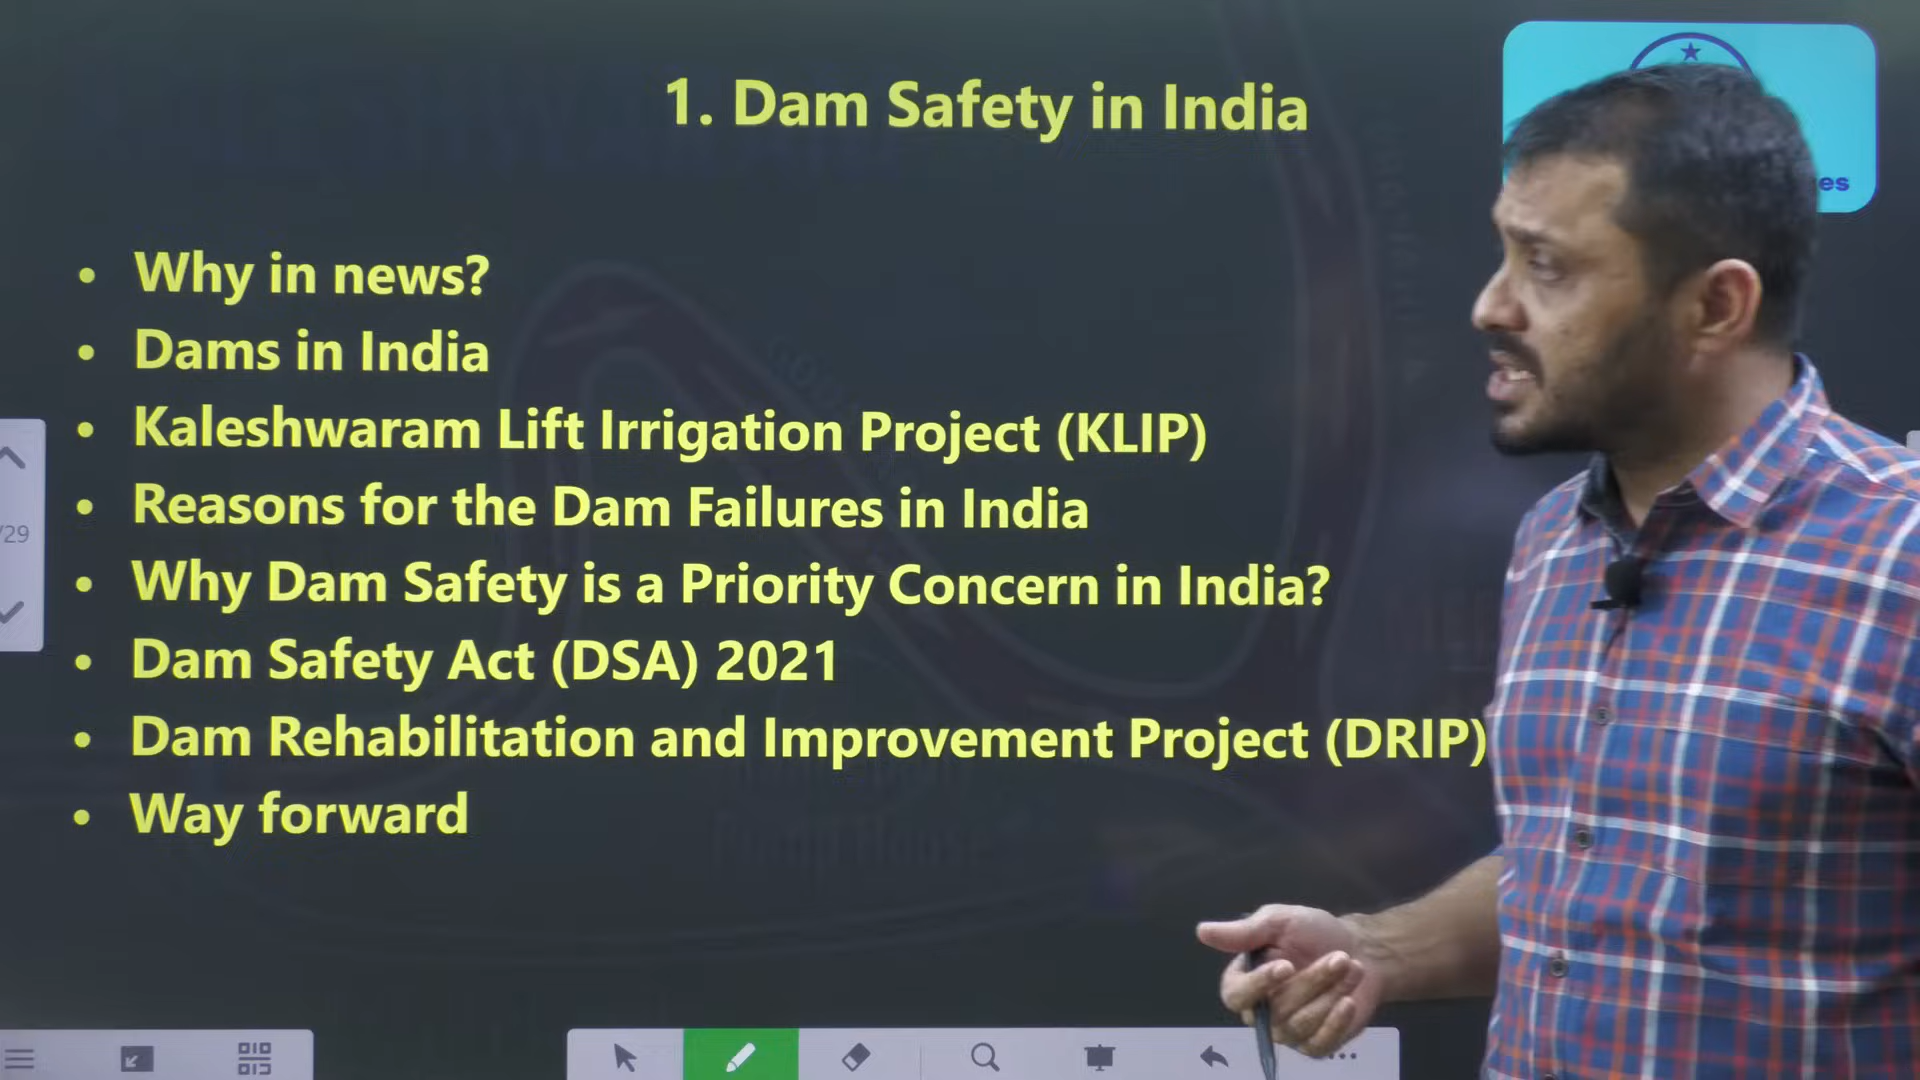 1. Dam Safety in India
es
• Why in news?
• Dams in India
• Kaleshwaram Lift Irrigation Project (KLIP)
• Reasons for the Dam Failures in India
• Why Dam Safety is a Priority Concern in India?
• Dam Safety Act (DSA) 2021
• Dam Rehabilitation and Improvement Project (DRIP)
• Way forward
/29